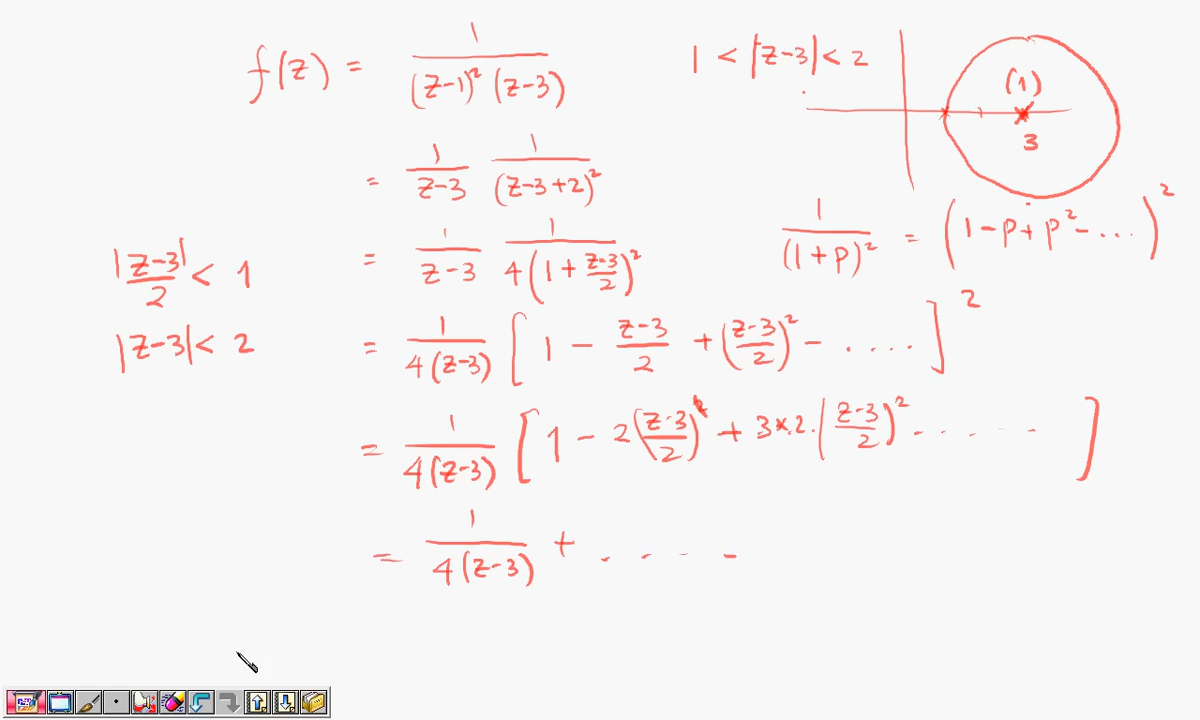 f(z) = 1/((z-1)² (z-3))    1 < |z-3| < 2
(1)
3
= 1/(z-3) 1/(z-3+2)²
1/(1+p)² = (1 - p + p² - ....)²
|z-3|/2 < 1
= 1/(z-3) 1/(4(1 + (z-3)/2)²)
|z-3| < 2
= 1/(4(z-3)) [1 - (z-3)/2 + ((z-3)/2)² - .....]²
= 1/(4(z-3)) [1 - 2((z-3)/2) + 3×2·((z-3)/2)² ......]
= 1/(4(z-3)) + .....